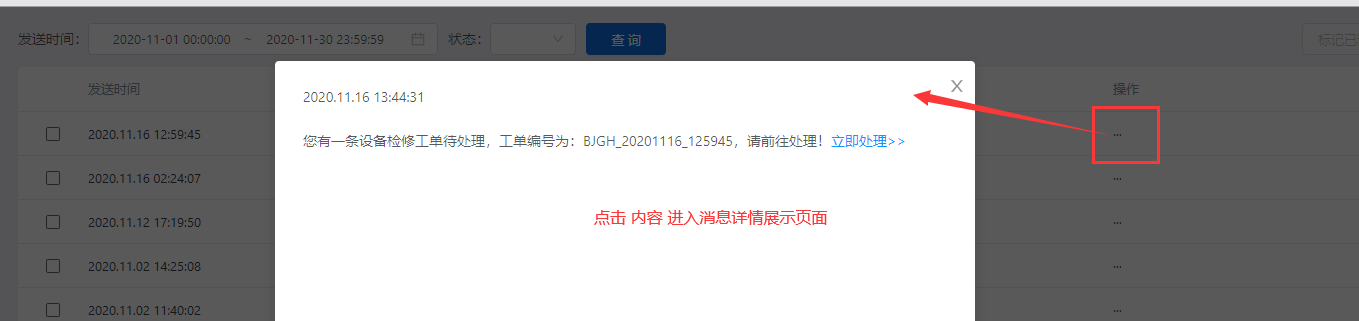 发送时间： 2020-11-01 00:00:00 ~ 2020-11-30 23:59:59 状态： 查 询 标记已
发送时间 操作
2020.11.16 13:44:31
2020.11.16 12:59:45 ...
您有一条设备检修工单待处理，工单编号为：BJGH_20201116_125945，请前往处理！立即处理>>
2020.11.16 02:24:07 ...
点击 内容 进入消息详情展示页面
2020.11.12 17:19:50 ...
2020.11.02 14:25:08 ...
2020.11.02 11:40:02 ...